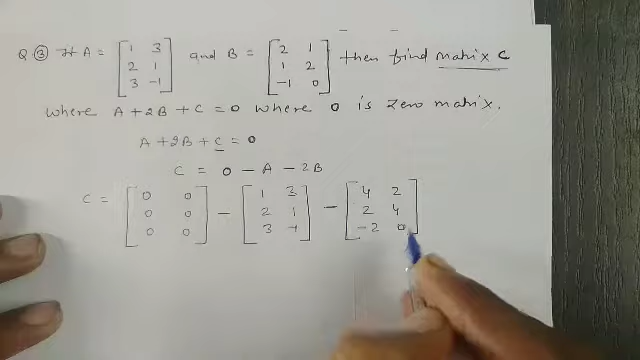 Q.③ If A = [1 3 2 1 3 -1] and B = [2 1 1 2 -1 0] then find matrix C
where A + 2B + C = 0 where 0 is zero matrix.
A + 2B + C = 0
C = 0 - A - 2B
C = [0 0 0 0 0 0] - [1 3 2 1 3 -1] - [4 2 2 4 -2 0]